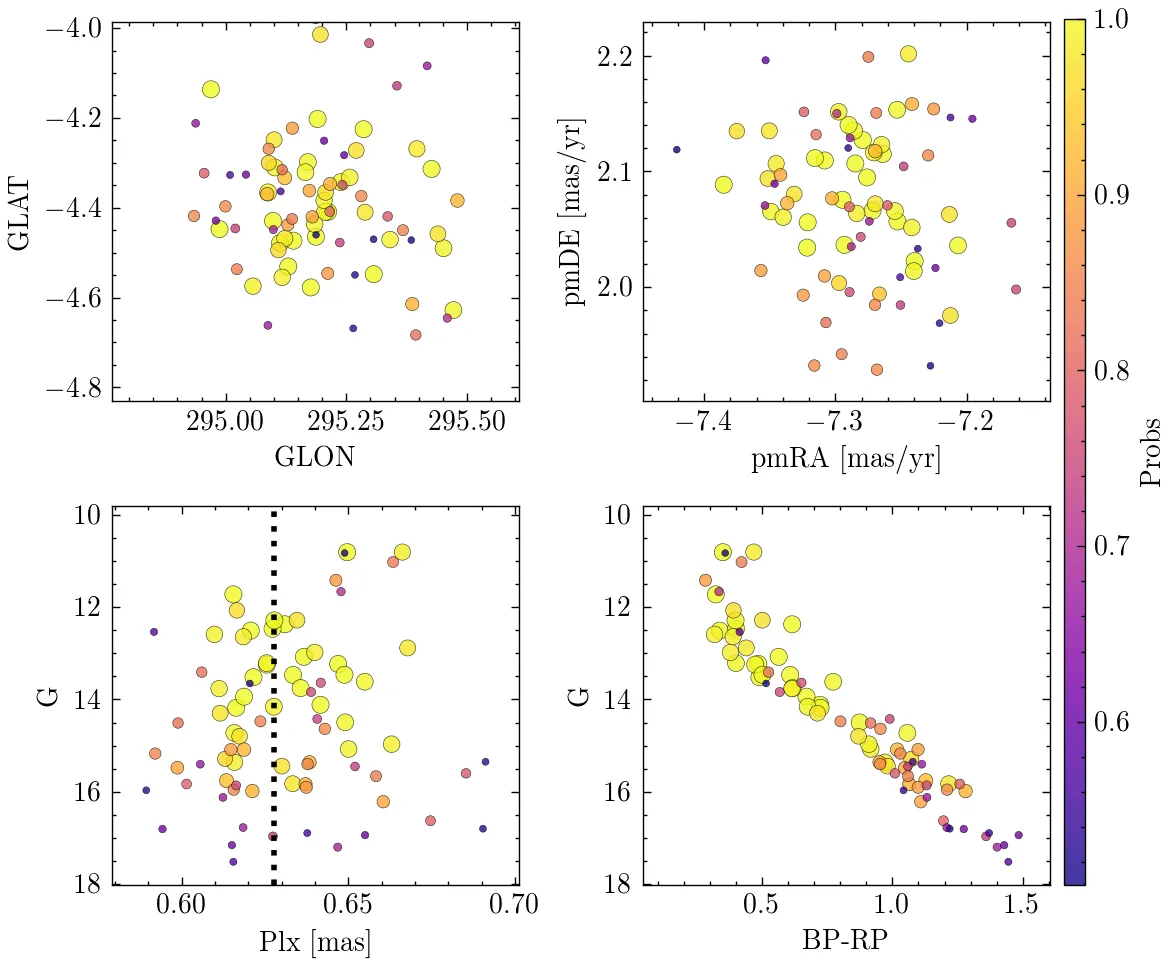 −4.0
−4.2
−4.4
−4.6
−4.8
GLAT
295.00 295.25 295.50
GLON
2.2
2.1
2.0
pmDE [mas/yr]
−7.4 −7.3 −7.2
pmRA [mas/yr]
10
12
14
16
18
G
0.60 0.65 0.70
Plx [mas]
10
12
14
16
18
G
0.5 1.0 1.5
BP-RP
1.0
0.9
0.8
0.7
0.6
Probs